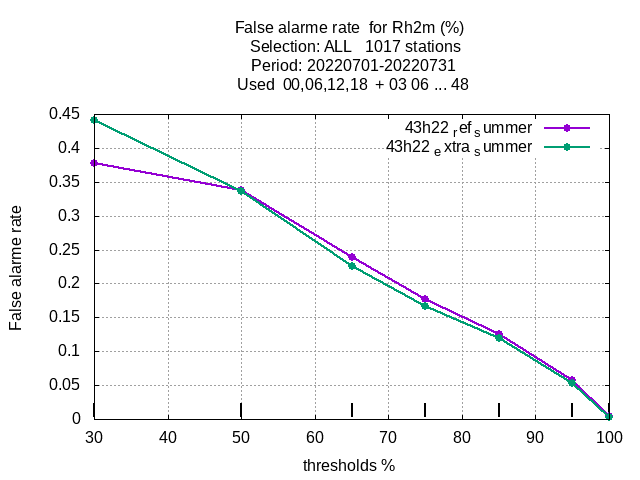 False alarme rate  for Rh2m (%)
Selection: ALL   1017 stations
Period: 20220701-20220731
Used  00,06,12,18  + 03 06 ... 48
43h22 ref summer
43h22 extra summer
0.45
0.4
0.35
0.3
0.25
0.2
0.15
0.1
0.05
0
False alarme rate
30 40 50 60 70 80 90 100
thresholds %